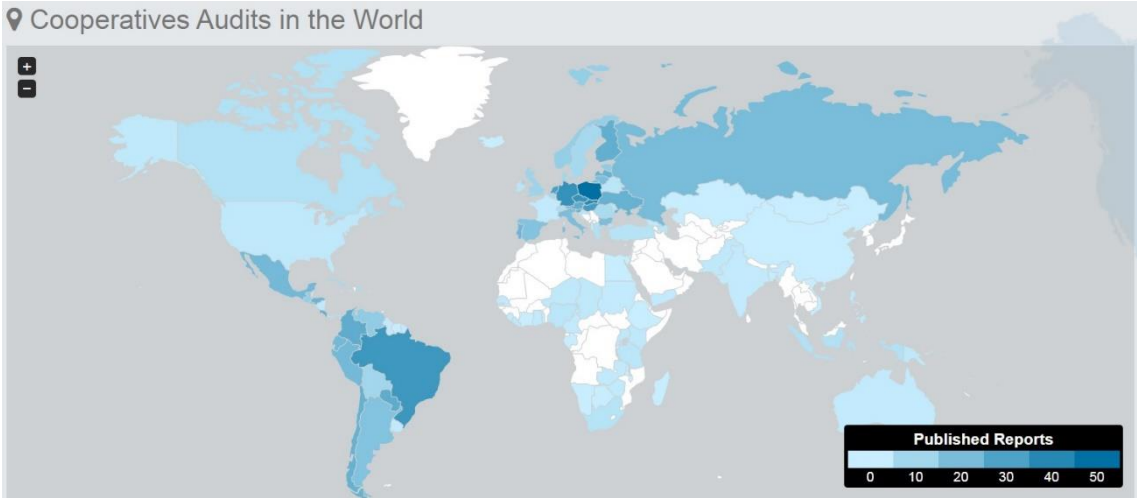 Cooperatives Audits in the World
+
−
Published Reports
0 10 20 30 40 50